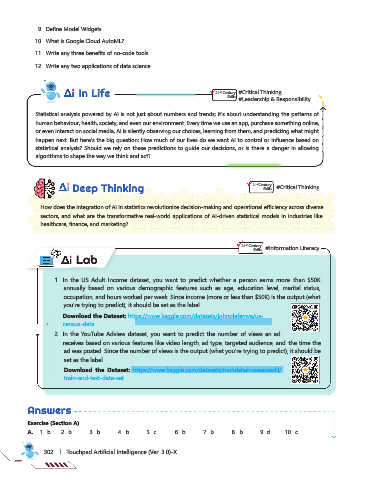 9 Define Model Widgets
10 What is Google Cloud AutoML?
11 Write any three benefits of no-code tools
12 Write any two applications of data science
Ai In Life
21st Century Skills #Critical Thinking
#Leadership & Responsibility
Statistical analysis powered by AI is not just about numbers and trends; it's about understanding the patterns of
human behaviour, health, society, and even our environment. Every time we use an app, purchase something online,
or even interact on social media, AI is silently observing our choices, learning from them, and predicting what might
happen next. But here's the big question: How much of our lives do we want AI to control or influence based on
statistical analysis? Should we rely on these predictions to guide our decisions, or is there a danger in allowing
algorithms to shape the way we think and act?
Ai Deep Thinking
21st Century Skills #Critical Thinking
How does the integration of AI in statistics revolutionize decision-making and operational efficiency across diverse
sectors, and what are the transformative real-world applications of AI-driven statistical models in industries like
healthcare, finance, and marketing?
21st Century Skills #Information Literacy
Ai Lab
1 In the US Adult Income dataset, you want to predict whether a person earns more than $50K
annually based on various demographic features such as age, education level, marital status,
occupation, and hours worked per week. Since income (more or less than $50K) is the output (what
you're trying to predict), it should be set as the label
Download the Dataset: https://www.kaggle.com/datasets/johnolafenwa/us-
census-data
2 In the YouTube Adview dataset, you want to predict the number of views an ad
receives based on various features like video length, ad type, targeted audience, and the time the
ad was posted. Since the number of views is the output (what you're trying to predict), it should be
set as the label
Download the Dataset: https://www.kaggle.com/datasets/
train-and-test-data-set
Answers
Exercise (Section A)
A. 1 b 2 b 3 b 4 b 5 c 6 b 7 b 8 b 9 d 10 c
302 | Touchpad Artificial Intelligence (Ver 3.0)-X